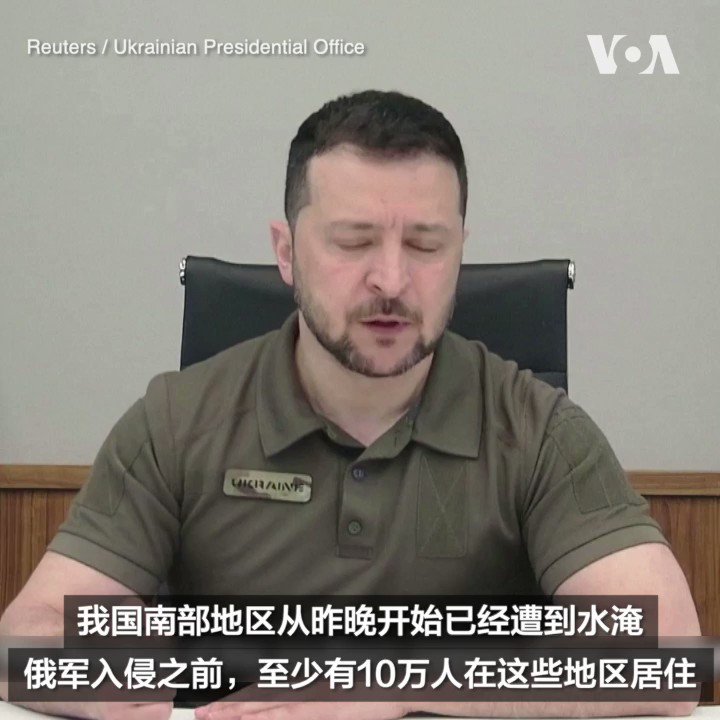 Reuters / Ukrainian Presidential Office
VOA
UKRAINE
我国南部地区从昨晚开始已经遭到水淹
俄军入侵之前，至少有10万人在这些地区居住